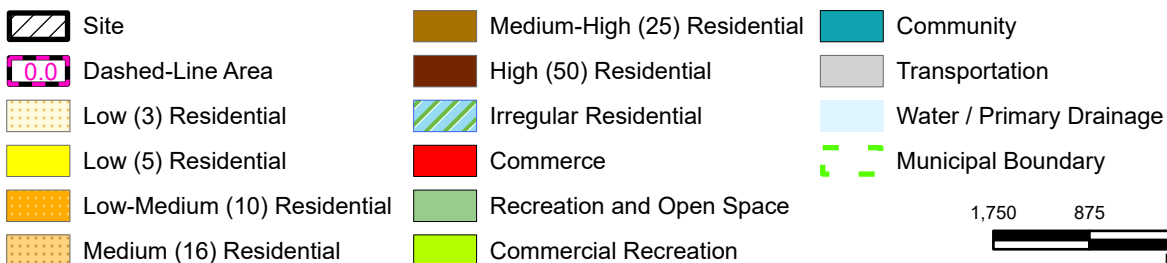 Site
0.0 Dashed-Line Area
Low (3) Residential
Low (5) Residential
Low-Medium (10) Residential
Medium (16) Residential
Medium-High (25) Residential
High (50) Residential
Irregular Residential
Commerce
Recreation and Open Space
Commercial Recreation
Community
Transportation
Water / Primary Drainage
Municipal Boundary
1,750 875